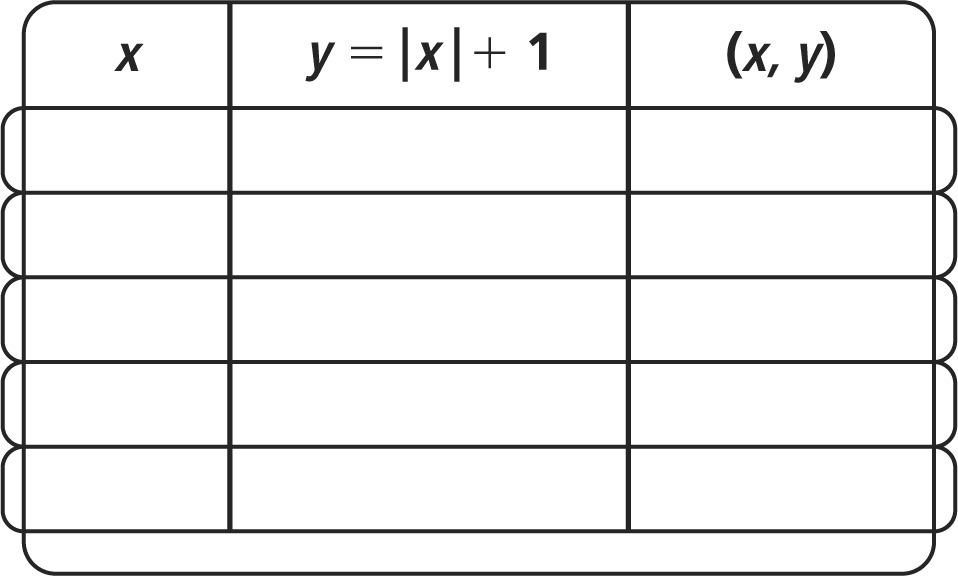 x y = |x| + 1 (x, y)